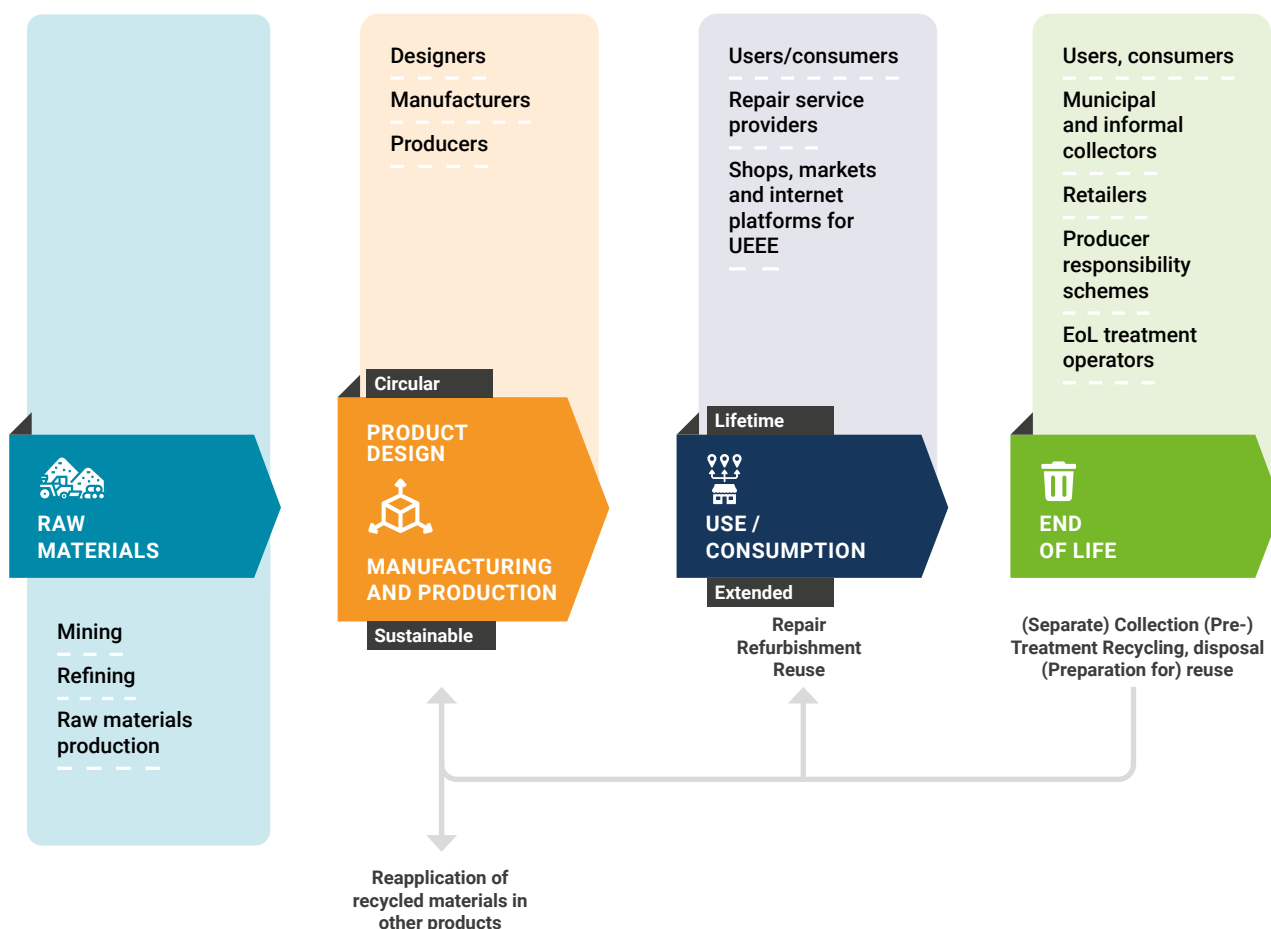 RAW
MATERIALS
Mining
Refining
Raw materials
production
Designers
Manufacturers
Producers
Circular
PRODUCT
DESIGN
MANUFACTURING
AND PRODUCTION
Sustainable
Reapplication of
recycled materials in
other products
Users/consumers
Repair service
providers
Shops, markets
and internet
platforms for
UEEE
Lifetime
USE /
CONSUMPTION
Extended
Repair
Refurbishment
Reuse
Users, consumers
Municipal
and informal
collectors
Retailers
Producer
responsibility
schemes
EoL treatment
operators
END
OF LIFE
(Separate) Collection (Pre-)
Treatment Recycling, disposal
(Preparation for) reuse